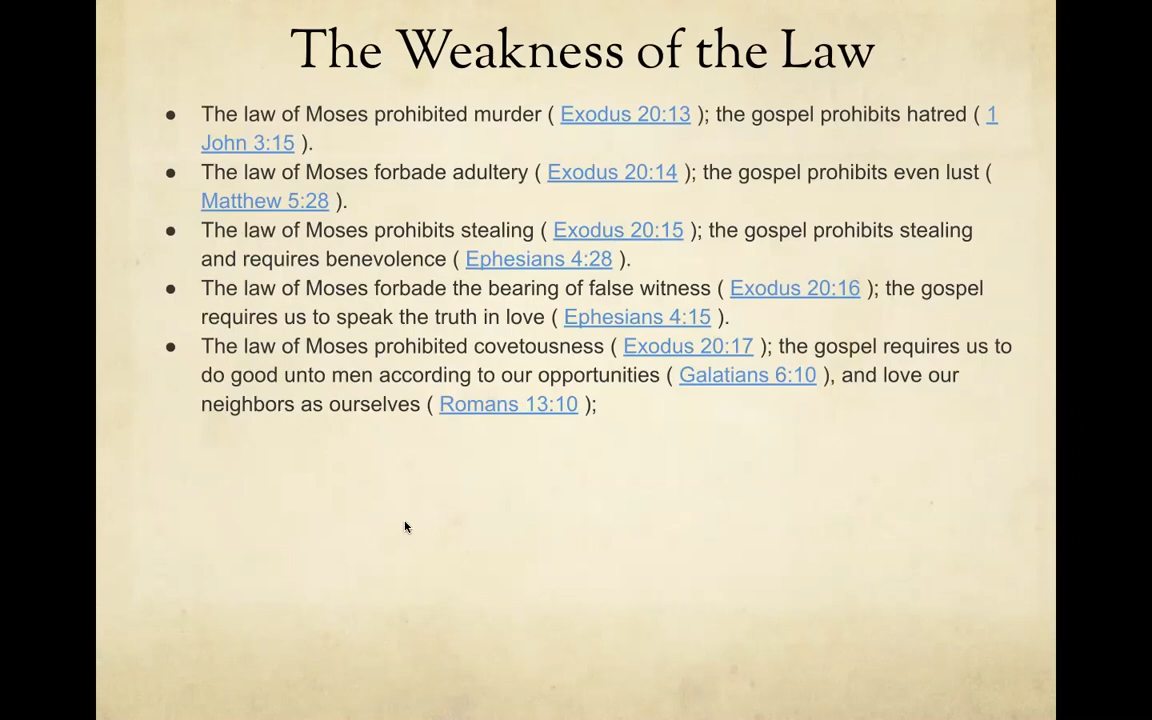 The Weakness of the Law
● The law of Moses prohibited murder ( Exodus 20:13 ); the gospel prohibits hatred ( 1
John 3:15 ).
● The law of Moses forbade adultery ( Exodus 20:14 ); the gospel prohibits even lust (
Matthew 5:28 ).
● The law of Moses prohibits stealing ( Exodus 20:15 ); the gospel prohibits stealing
and requires benevolence ( Ephesians 4:28 ).
● The law of Moses forbade the bearing of false witness ( Exodus 20:16 ); the gospel
requires us to speak the truth in love ( Ephesians 4:15 ).
● The law of Moses prohibited covetousness ( Exodus 20:17 ); the gospel requires us to
do good unto men according to our opportunities ( Galatians 6:10 ), and love our
neighbors as ourselves ( Romans 13:10 );